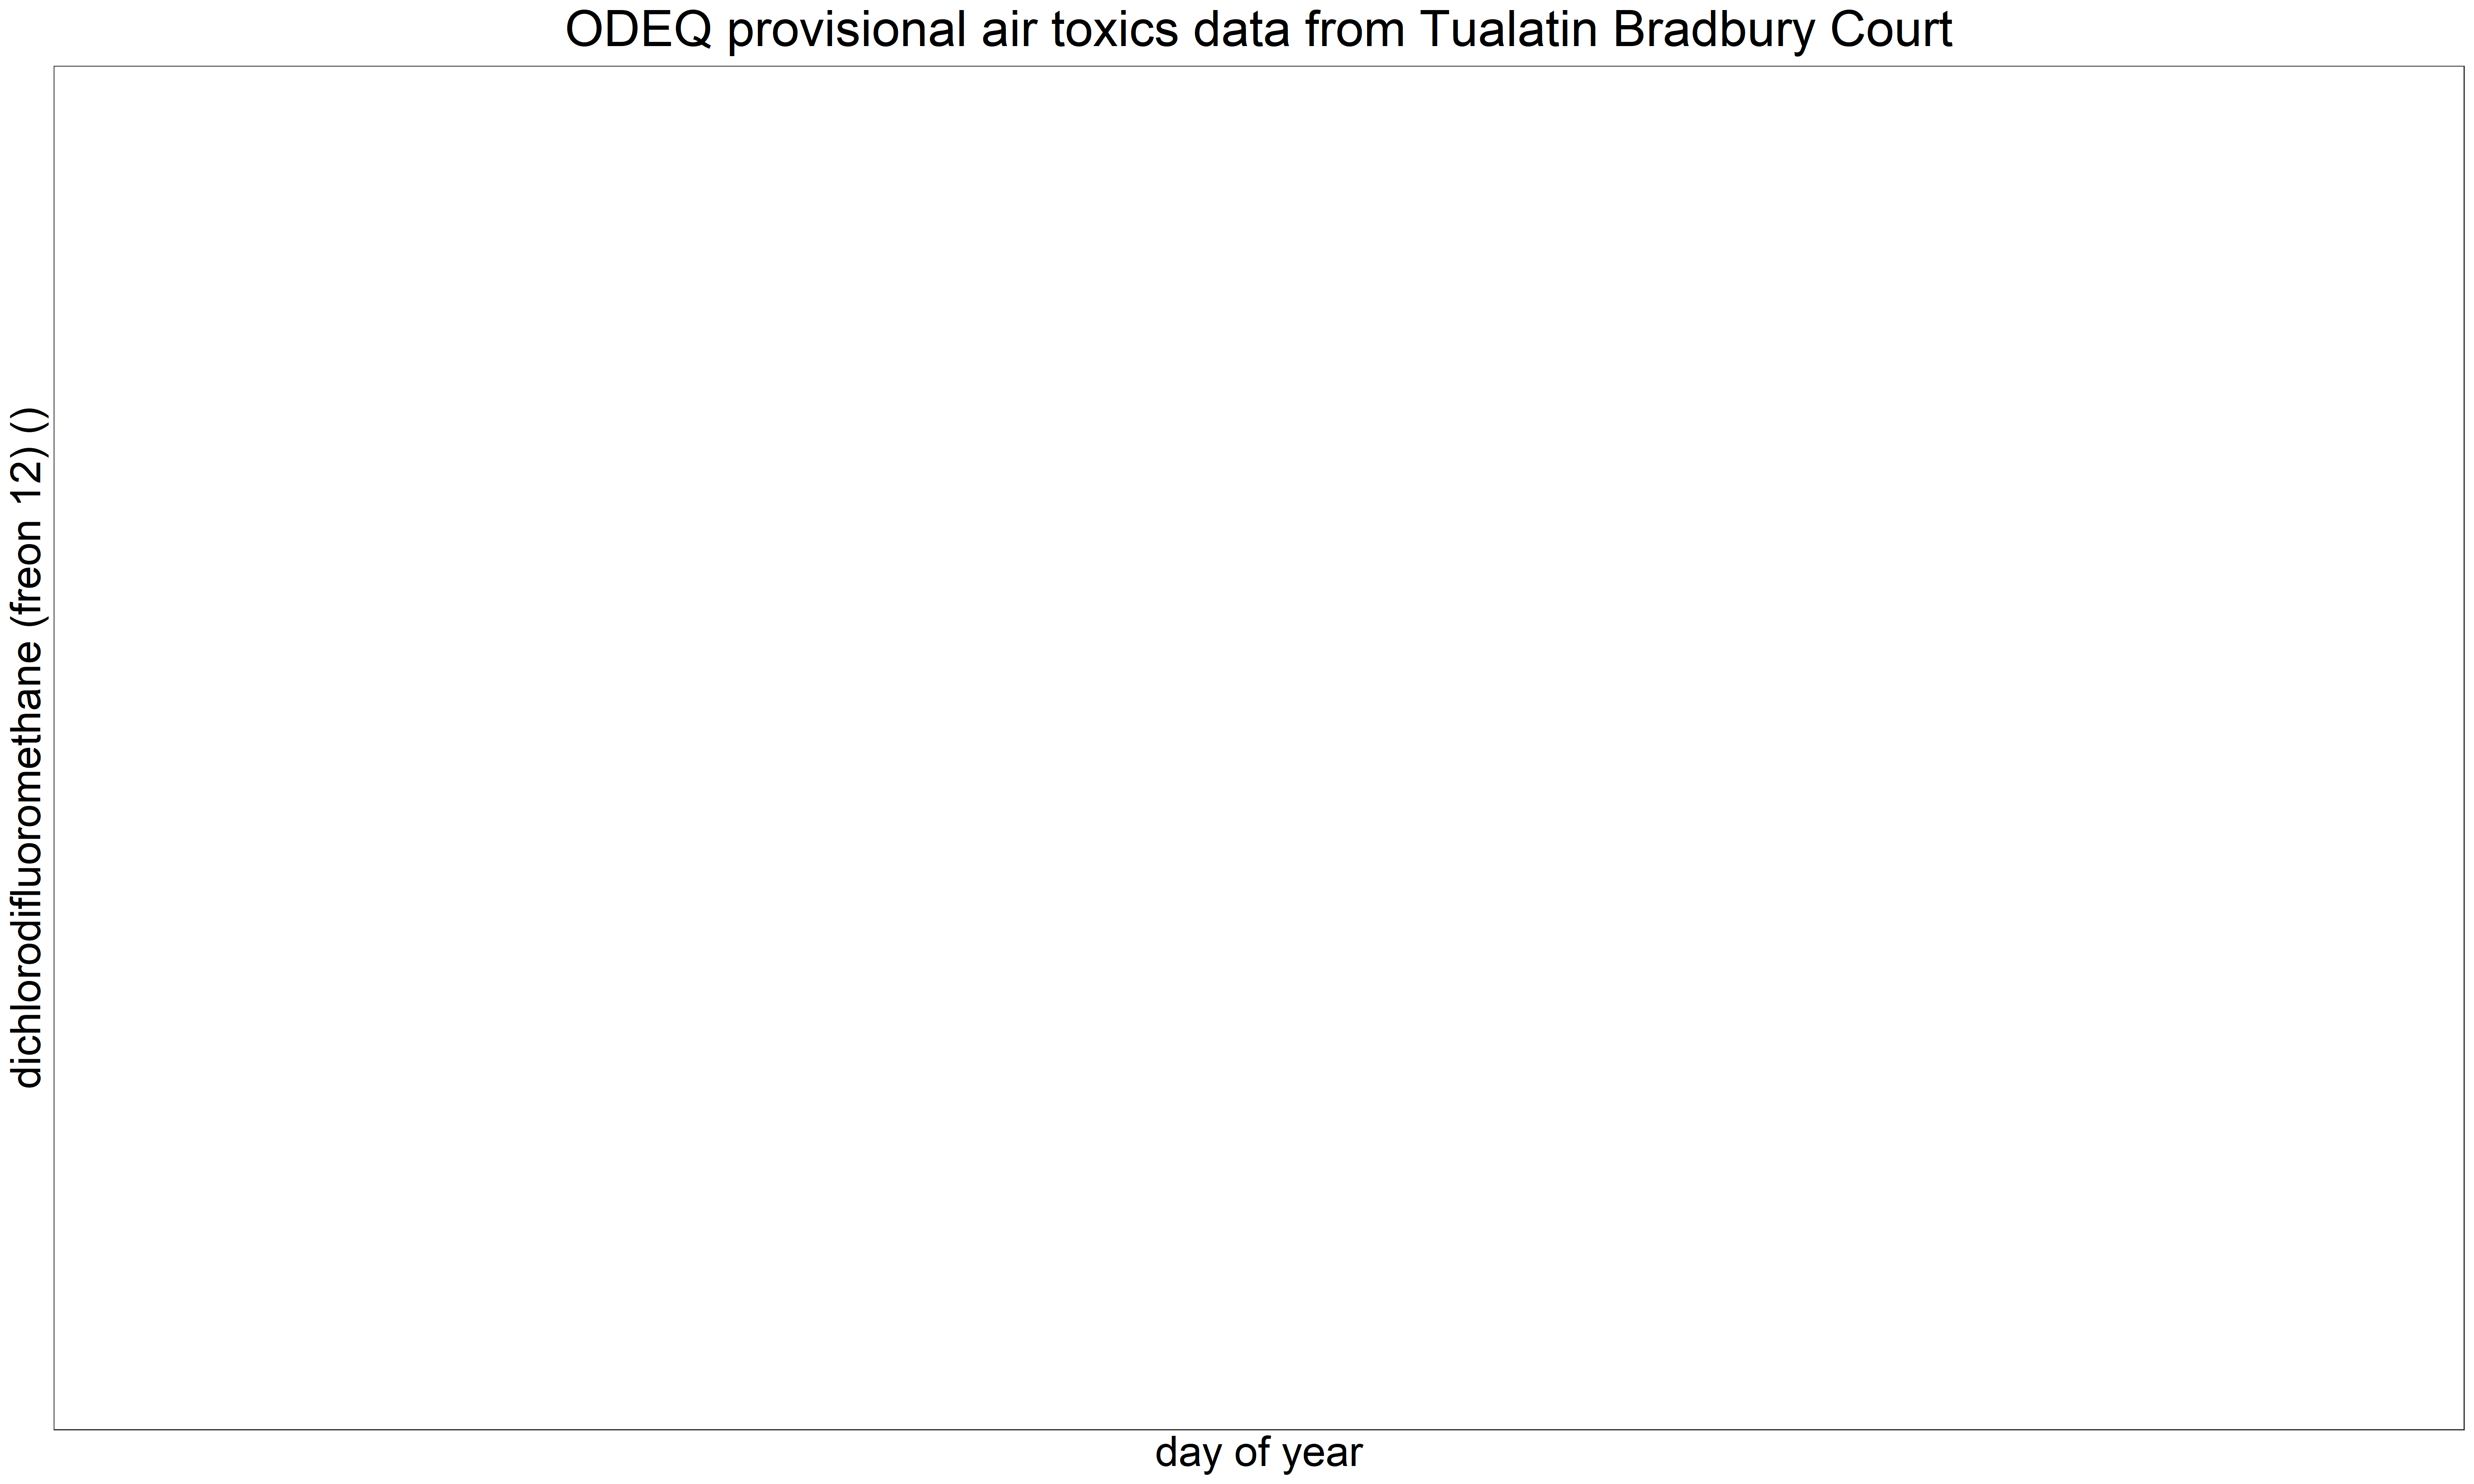 ODEQ provisional air toxics data from Tualatin Bradbury Court
dichlorodifluoromethane (freon 12) ()
day of year